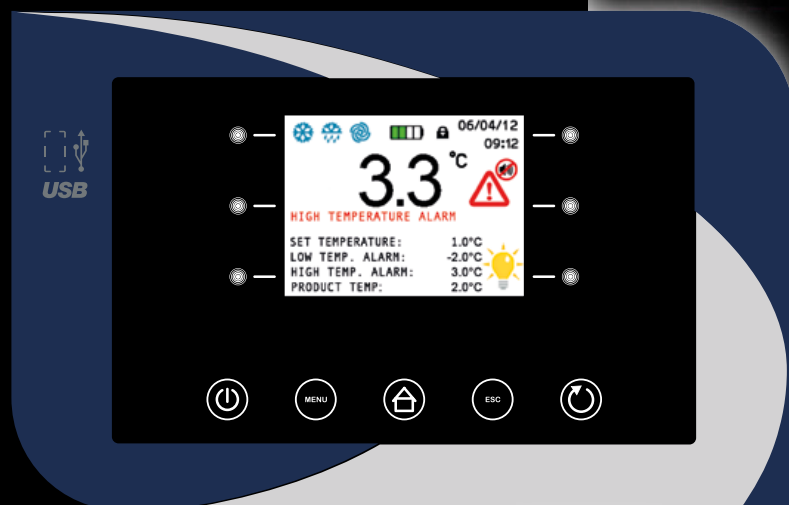 06/04/12
09:12
3.3 °C
HIGH TEMPERATURE ALARM
SET TEMPERATURE: 1.0°C
LOW TEMP. ALARM: -2.0°C
HIGH TEMP. ALARM: 3.0°C
PRODUCT TEMP: 2.0°C
USB
MENU
ESC